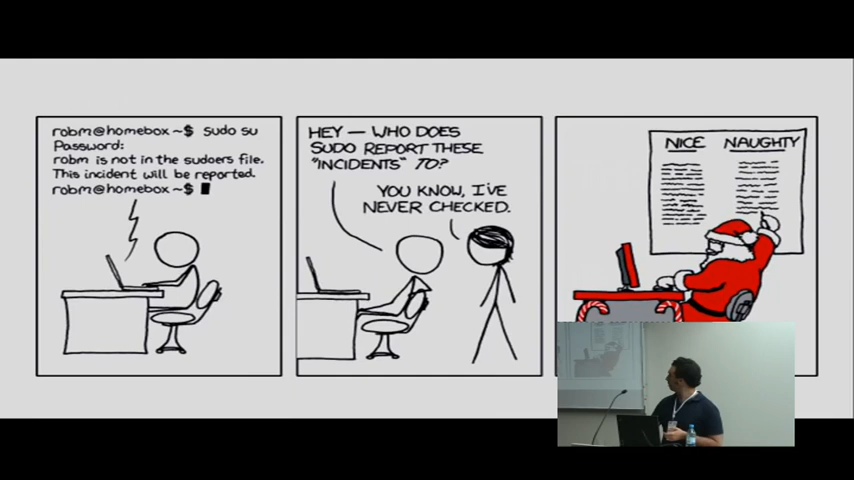 robm@homebox~$ sudo su
Password:
robm is not in the sudoers file.
This incident will be reported.
robm@homebox~$
HEY — WHO DOES
SUDO REPORT THESE
"INCIDENTS" TO?
YOU KNOW, I'VE
NEVER CHECKED.
NICE NAUGHTY